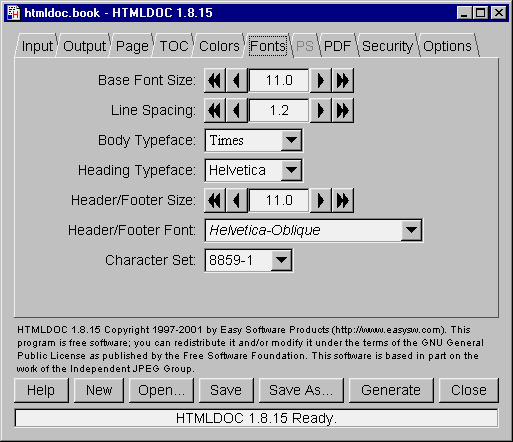 htmldoc.book - HTMLDOC 1.8.15
Input Output Page TOC Colors Fonts PS PDF Security Options
Base Font Size: 11.0
Line Spacing: 1.2
Body Typeface: Times
Heading Typeface: Helvetica
Header/Footer Size: 11.0
Header/Footer Font: Helvetica-Oblique
Character Set: 8859-1
HTMLDOC 1.8.15 Copyright 1997-2001 by Easy Software Products (http://www.easysw.com). This
program is free software; you can redistribute it and/or modify it under the terms of the GNU General
Public License as published by the Free Software Foundation. This software is based in part on the
work of the Independent JPEG Group.
Help New Open... Save Save As... Generate Close
HTMLDOC 1.8.15 Ready.